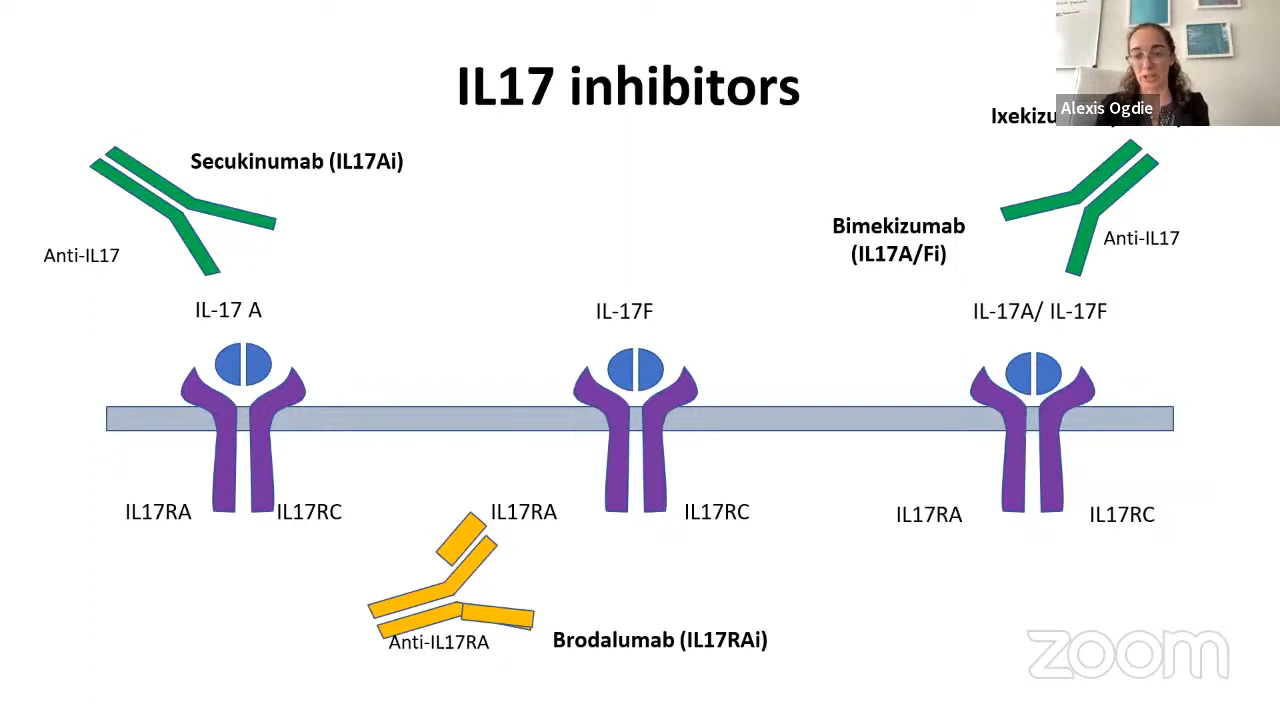 IL17 inhibitors
Alexis Ogdie
Secukinumab (IL17Ai)
Anti-IL17
Bimekizumab
(IL17A/Fi)
Anti-IL17
IL-17 A
IL-17F
IL-17A/ IL-17F
IL17RA
IL17RC
IL17RA
IL17RC
IL17RA
IL17RC
Anti-IL17RA
Brodalumab (IL17RAi)
zoom